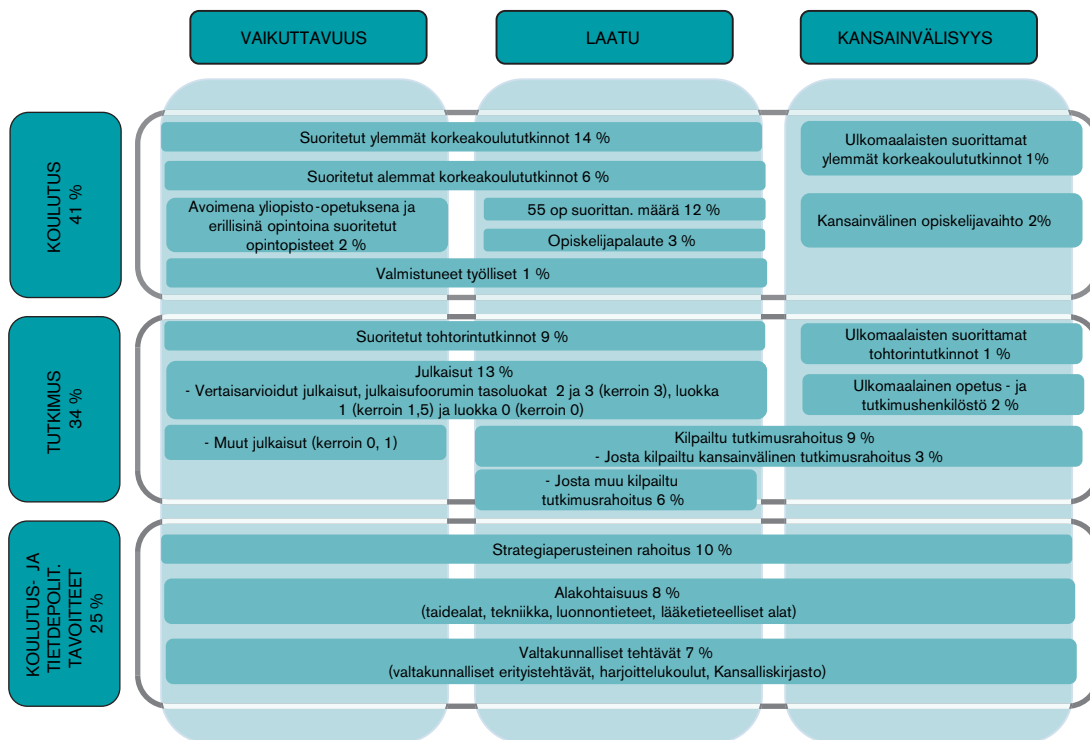 VAIKUTTAVUUS
LAATU
KANSAINVÄLISYYS
KOULUTUS
41 %
Suoritetut ylemmät korkeakoulututkinnot 14 %
Ulkomaalaisten suorittamat
ylemmät korkeakoulututkinnot 1%
Suoritetut alemmat korkeakoulututkinnot 6 %
Avoimena yliopisto-opetuksena ja
erillisinä opintoina suoritetut
opintopisteet 2 %
55 op suorittan. määrä 12 %
Opiskelijapalaute 3 %
Kansainvälinen opiskelijavaihto 2%
Valmistuneet työlliset 1 %
TUTKIMUS
34 %
Suoritetut tohtorintutkinnot 9 %
Ulkomaalaisten suorittamat
tohtorintutkinnot 1 %
Julkaisut 13 %
- Vertaisarvioidut julkaisut, julkaisufoorumin tasoluokat 2 ja 3 (kerroin 3), luokka
1 (kerroin 1,5) ja luokka 0 (kerroin 0)
Ulkomaalainen opetus - ja
tutkimushenkilöstö 2 %
- Muut julkaisut (kerroin 0, 1)
Kilpailtu tutkimusrahoitus 9 %
- Josta kilpailtu kansainvälinen tutkimusrahoitus 3 %
- Josta muu kilpailtu
tutkimusrahoitus 6 %
KOULUTUS- JA
TIETDEPOLIT.
TAVOITTEET
25 %
Strategiaperusteinen rahoitus 10 %
Alakohtaisuus 8 %
(taidealat, tekniikka, luonnontieteet, lääketieteelliset alat)
Valtakunnalliset tehtävät 7 %
(valtakunnalliset erityistehtävät, harjoittelukoulut, Kansalliskirjasto)